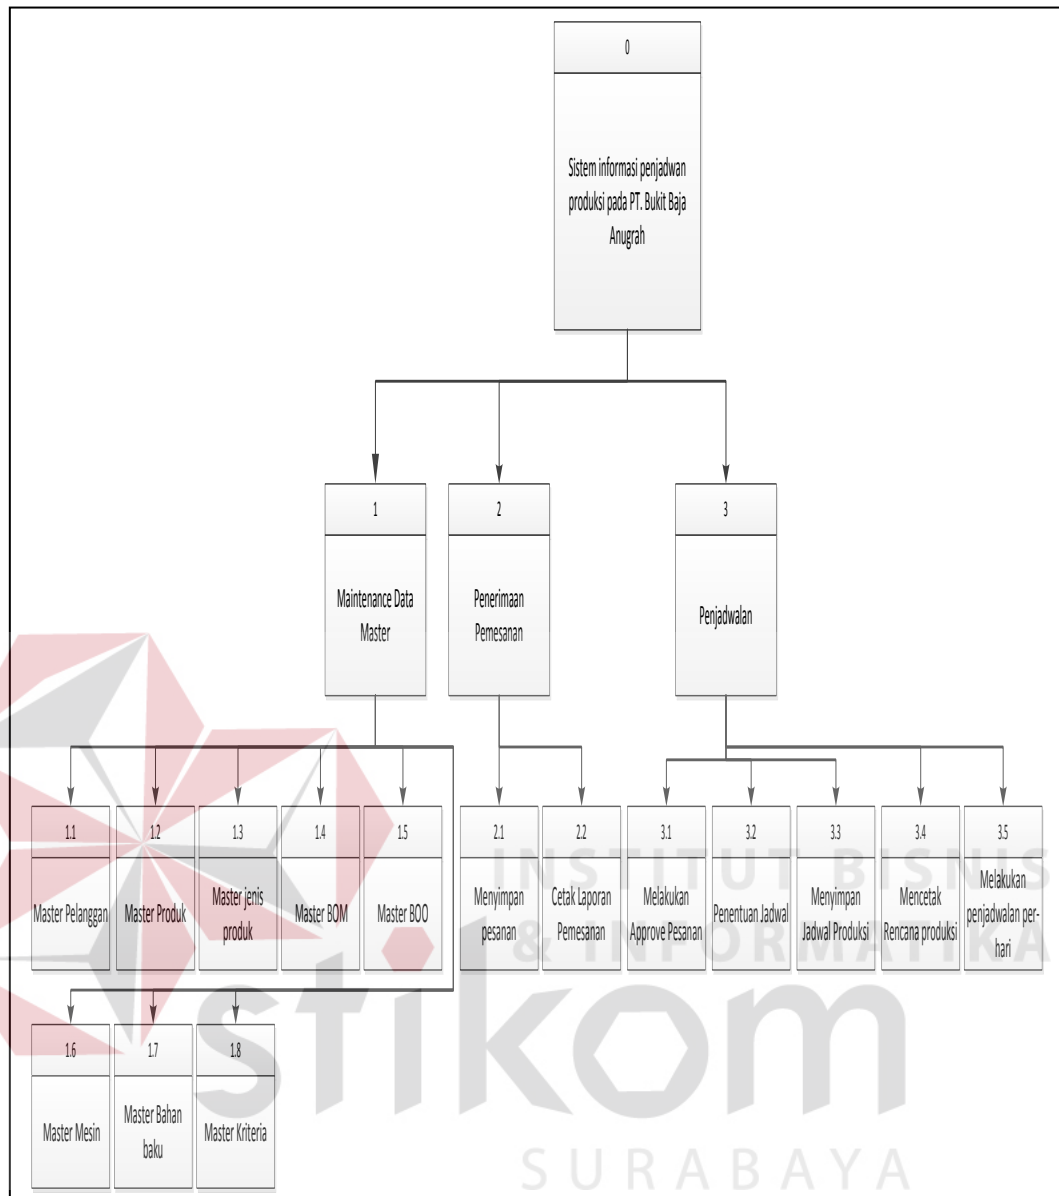 0
Sistem informasi penjadwan
produksi pada PT. Bukit Baja
Anugrah
1
Maintenance Data
Master
2
Penerimaan
Pemesanan
3
Penjadwalan
1.1
Master Pelanggan
1.2
Master Produk
1.3
Master jenis
produk
1.4
Master BOM
1.5
Master BOO
2.1
Menyimpan
pesanan
2.2
Cetak Laporan
Pemesanan
3.1
Melakukan
Approve Pesanan
3.2
Penentuan Jadwal
3.3
Menyimpan
Jadwal Produksi
3.4
Mencetak
Rencana produksi
3.5
Melakukan
penjadwalan per-
hari
1.6
Master Mesin
1.7
Master Bahan
baku
1.8
Master Kriteria
INSTITUT BISNIS
& INFORMATIKA
stikom
SURABAYA